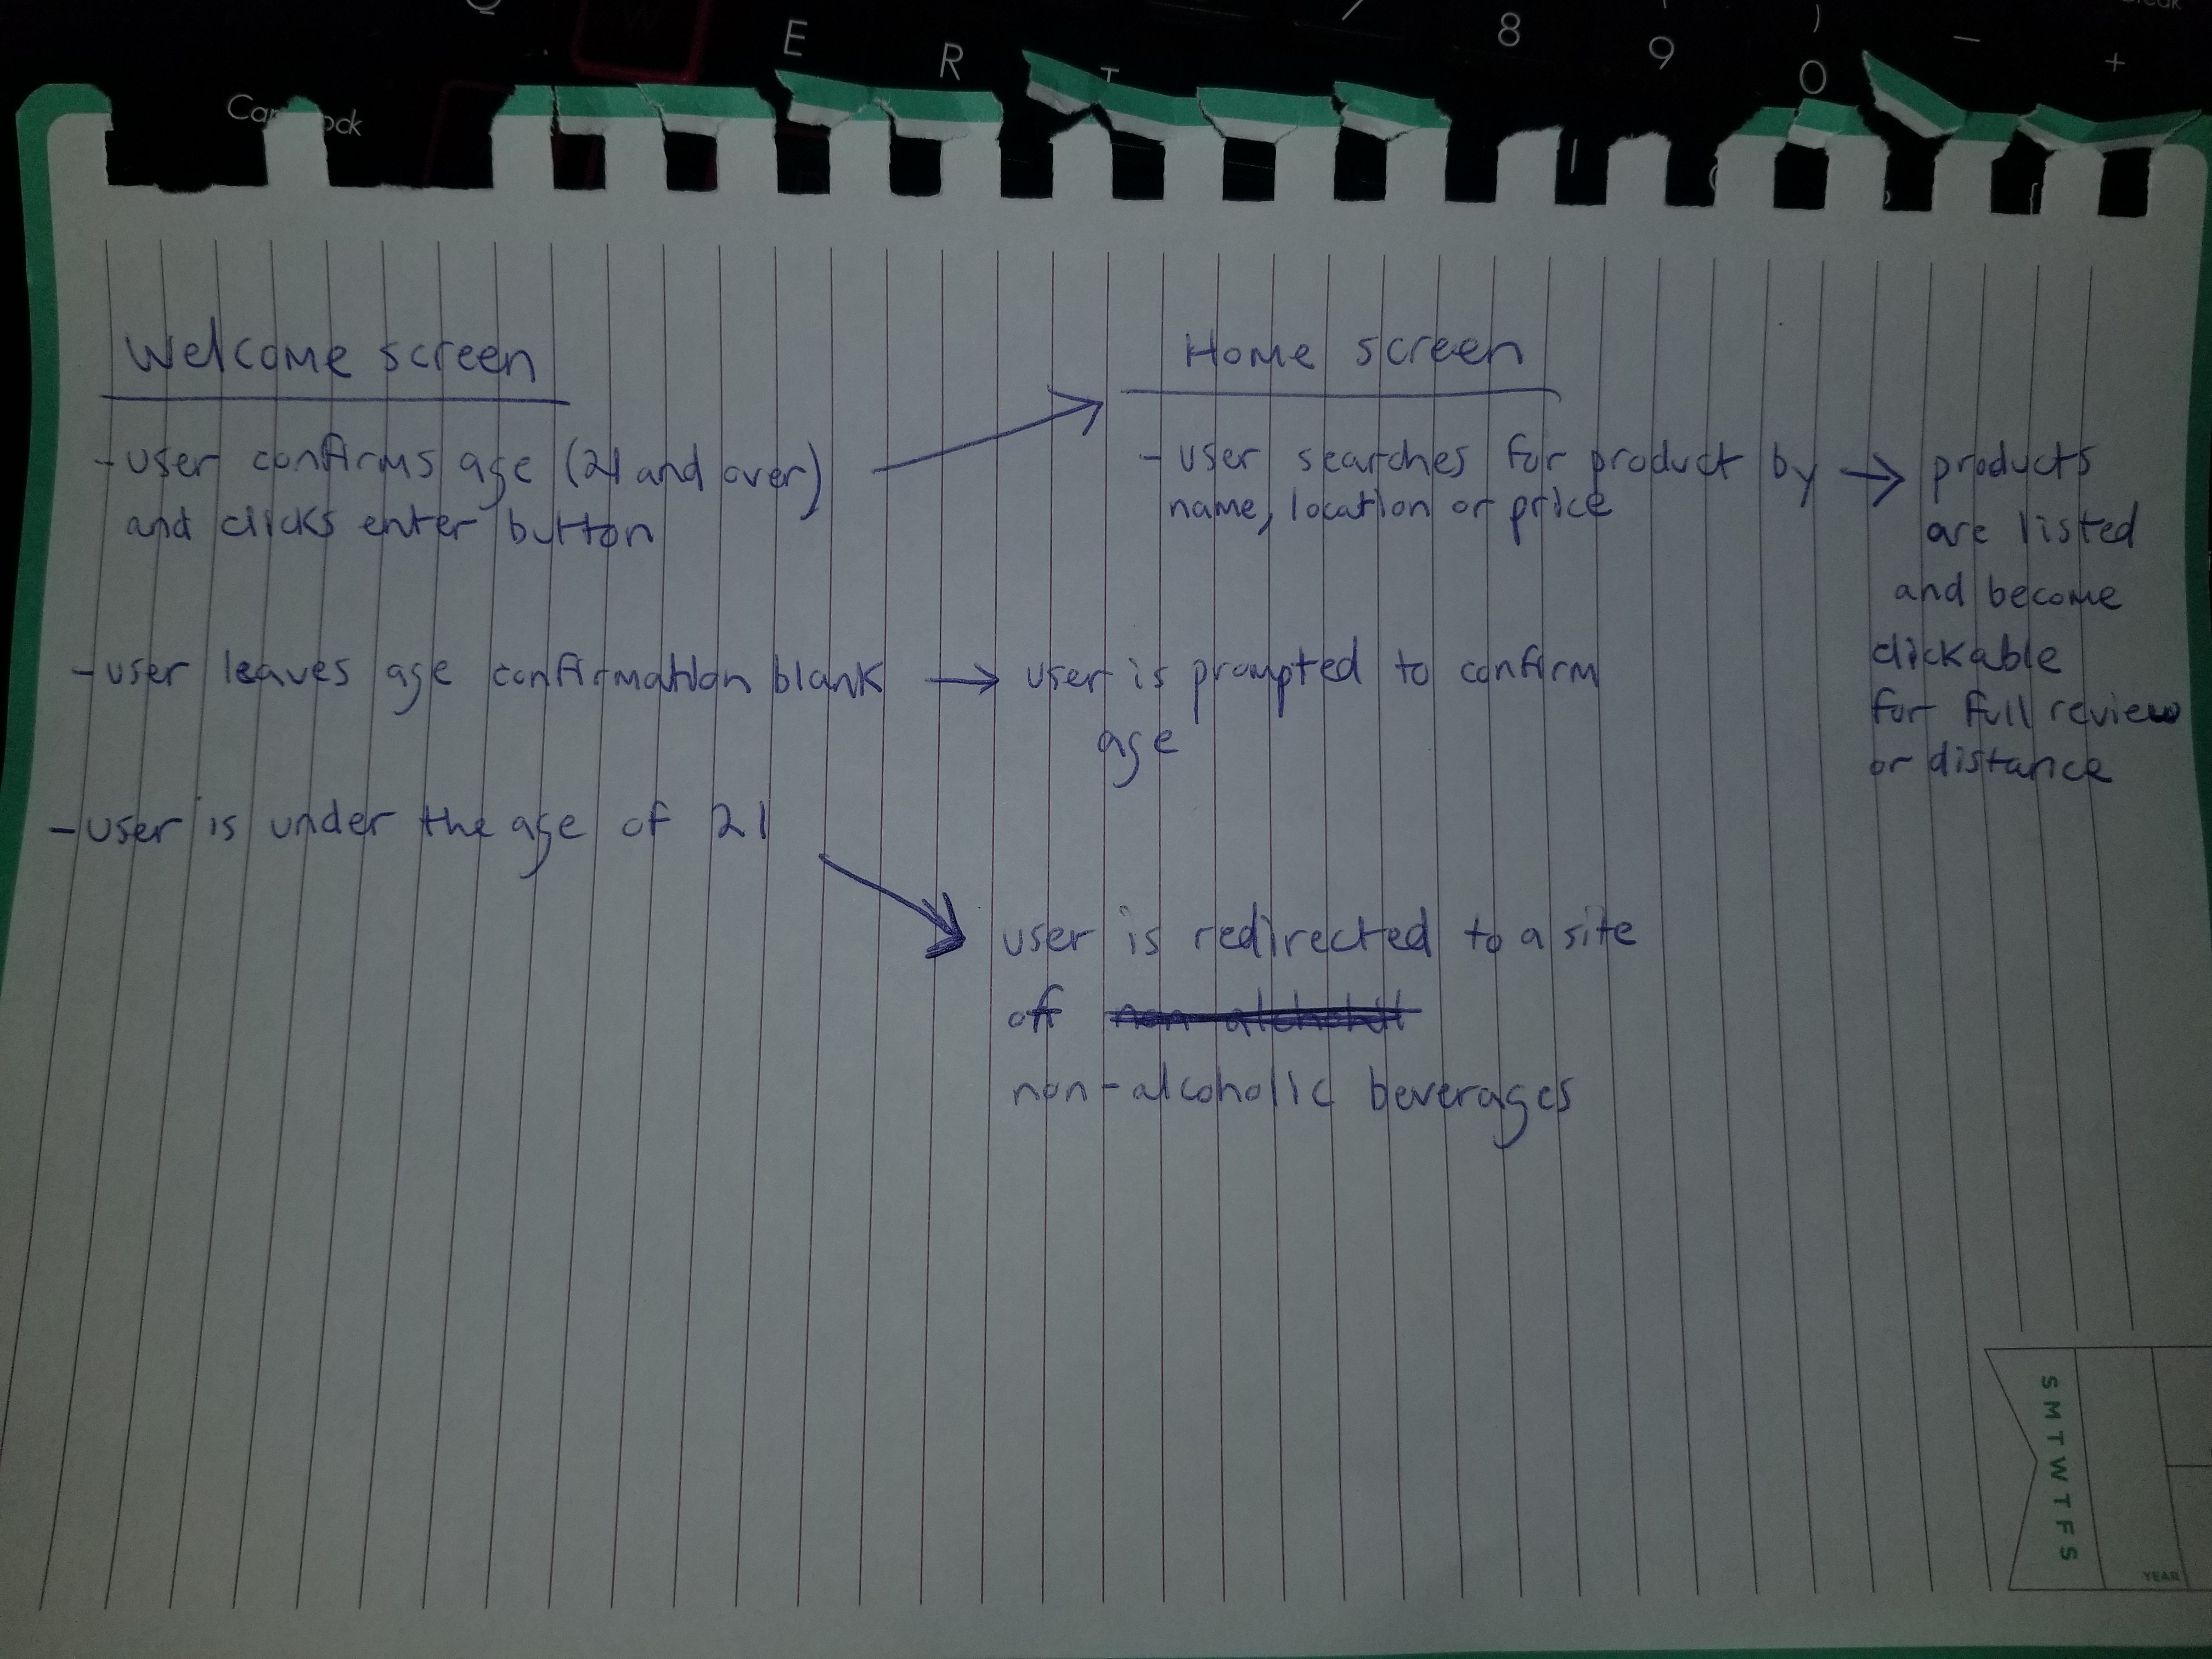 E
R
T
7
8
9
0
)
-
+
Welcome screen
- user confirms age (21 and over)
and clicks enter button
- user leaves age confirmation blank → user is prompted to confirm
age
- user is under the age of 21
user is redirected to a site
of
non-alcoholic beverages
Home screen
- user searches for product by →
name, location or price
products
are listed
and become
clickable
for full review
or distance
S M T W T F S
YEAR